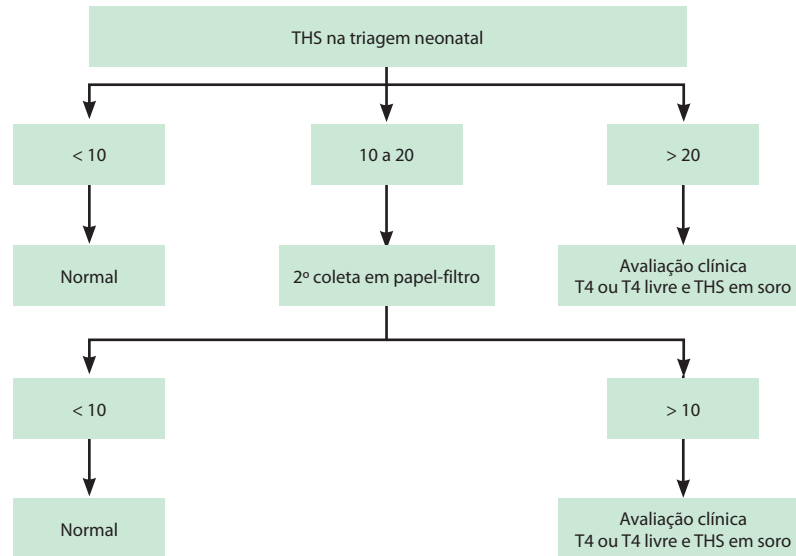 THS na triagem neonatal
< 10
10 a 20
> 20
Normal
2º coleta em papel-filtro
Avaliação clínica
T4 ou T4 livre e THS em soro
< 10
> 10
Normal
Avaliação clínica
T4 ou T4 livre e THS em soro